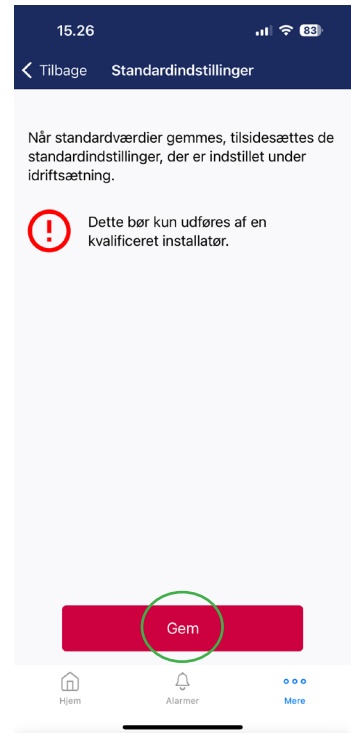 15.26
83
Tilbage Standardindstillinger
Når standardværdier gemmes, tilsidesættes de
standardindstillinger, der er indstillet under
idriftsætning.
Dette bør kun udføres af en
kvalificeret installatør.
Gem
Hjem Alarmer Mere